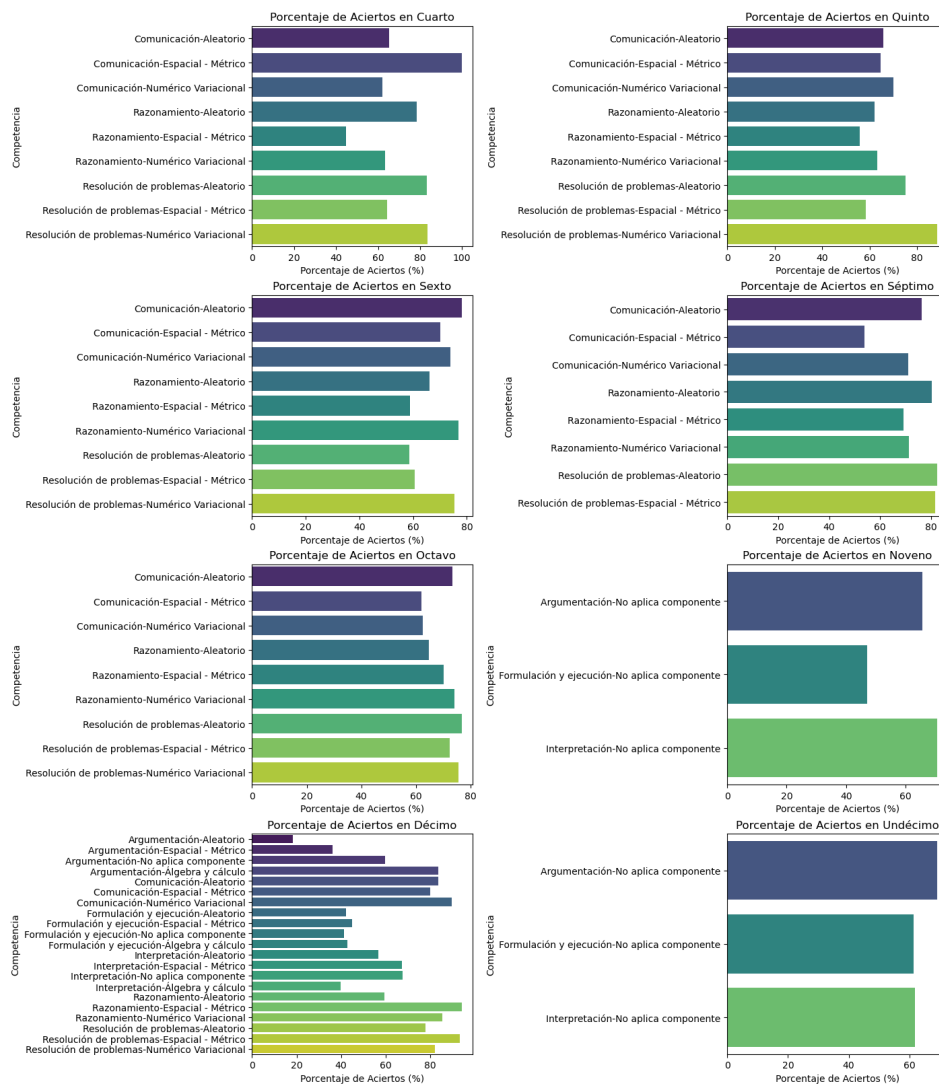 Porcentaje de Aciertos en Cuarto
Competencia
Comunicación-Aleatorio
Comunicación-Espacial - Métrico
Comunicación-Numérico Variacional
Razonamiento-Aleatorio
Razonamiento-Espacial - Métrico
Razonamiento-Numérico Variacional
Resolución de problemas-Aleatorio
Resolución de problemas-Espacial - Métrico
Resolución de problemas-Numérico Variacional
0 20 40 60 80 100
Porcentaje de Aciertos (%)
Porcentaje de Aciertos en Quinto
Competencia
Comunicación-Aleatorio
Comunicación-Espacial - Métrico
Comunicación-Numérico Variacional
Razonamiento-Aleatorio
Razonamiento-Espacial - Métrico
Razonamiento-Numérico Variacional
Resolución de problemas-Aleatorio
Resolución de problemas-Espacial - Métrico
Resolución de problemas-Numérico Variacional
0 20 40 60 80
Porcentaje de Aciertos (%)
Porcentaje de Aciertos en Sexto
Competencia
Comunicación-Aleatorio
Comunicación-Espacial - Métrico
Comunicación-Numérico Variacional
Razonamiento-Aleatorio
Razonamiento-Espacial - Métrico
Razonamiento-Numérico Variacional
Resolución de problemas-Aleatorio
Resolución de problemas-Espacial - Métrico
Resolución de problemas-Numérico Variacional
0 20 40 60 80
Porcentaje de Aciertos (%)
Porcentaje de Aciertos en Séptimo
Competencia
Comunicación-Aleatorio
Comunicación-Espacial - Métrico
Comunicación-Numérico Variacional
Razonamiento-Aleatorio
Razonamiento-Espacial - Métrico
Razonamiento-Numérico Variacional
Resolución de problemas-Aleatorio
Resolución de problemas-Espacial - Métrico
0 20 40 60 80
Porcentaje de Aciertos (%)
Porcentaje de Aciertos en Octavo
Competencia
Comunicación-Aleatorio
Comunicación-Espacial - Métrico
Comunicación-Numérico Variacional
Razonamiento-Aleatorio
Razonamiento-Espacial - Métrico
Razonamiento-Numérico Variacional
Resolución de problemas-Aleatorio
Resolución de problemas-Espacial - Métrico
Resolución de problemas-Numérico Variacional
0 20 40 60 80
Porcentaje de Aciertos (%)
Porcentaje de Aciertos en Noveno
Competencia
Argumentación-No aplica componente
Formulación y ejecución-No aplica componente
Interpretación-No aplica componente
0 20 40 60
Porcentaje de Aciertos (%)
Porcentaje de Aciertos en Décimo
Competencia
Argumentación-Aleatorio
Argumentación-Espacial - Métrico
Argumentación-No aplica componente
Argumentación-Álgebra y cálculo
Comunicación-Aleatorio
Comunicación-Espacial - Métrico
Comunicación-Numérico Variacional
Formulación y ejecución-Aleatorio
Formulación y ejecución-Espacial - Métrico
Formulación y ejecución-No aplica componente
Formulación y ejecución-Álgebra y cálculo
Interpretación-Aleatorio
Interpretación-Espacial - Métrico
Interpretación-No aplica componente
Interpretación-Álgebra y cálculo
Razonamiento-Aleatorio
Razonamiento-Espacial - Métrico
Razonamiento-Numérico Variacional
Resolución de problemas-Aleatorio
Resolución de problemas-Espacial - Métrico
Resolución de problemas-Numérico Variacional
0 20 40 60 80
Porcentaje de Aciertos (%)
Porcentaje de Aciertos en Undécimo
Competencia
Argumentación-No aplica componente
Formulación y ejecución-No aplica componente
Interpretación-No aplica componente
0 20 40 60
Porcentaje de Aciertos (%)